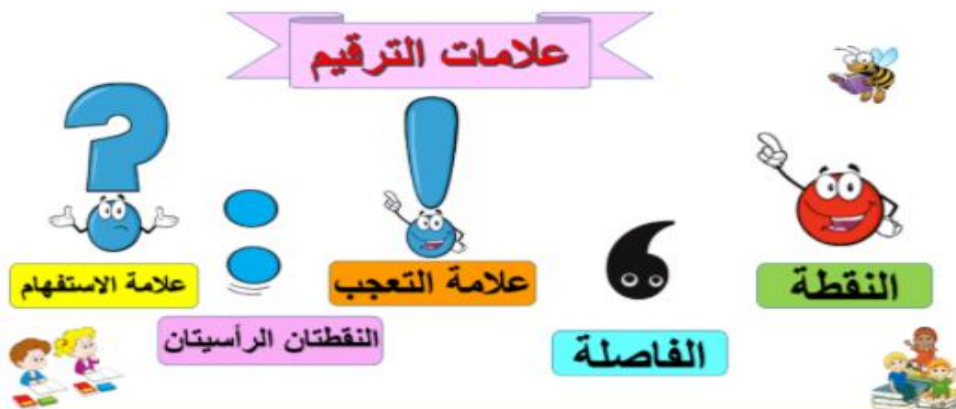 علامات الترقيم
النقطة
علامة التعجب
علامة الاستفهام
الفاصلة
النقطتان الرأسيتان